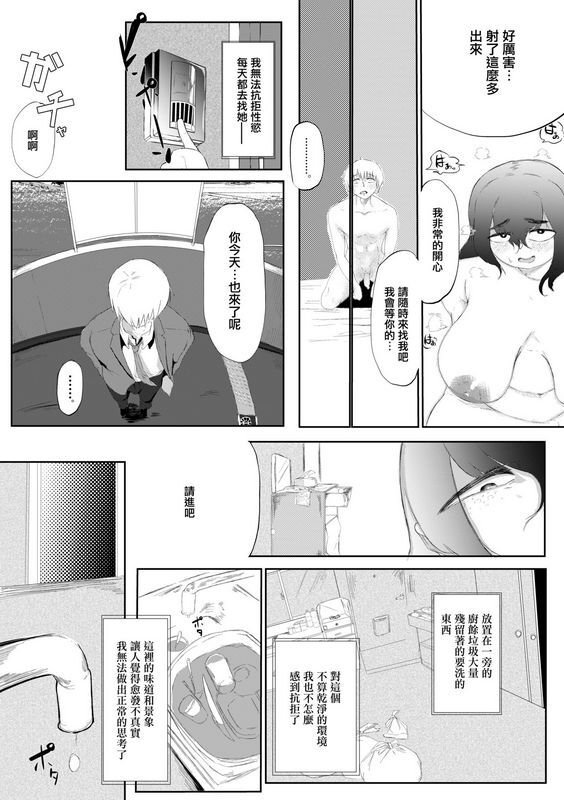 好厲害…
射了這麼多
出來
はぁ…
はぁ…
我非常的開心
請隨時來找我吧
我會等你的…
……。
我無法抗拒性慾
每天都去找她──
ガチャ
啊啊
你今天…也來了呢
……。
請進吧
放置在一旁的
廚餘垃圾大量
殘留著的要洗的
東西
對這個
不算乾淨的環境
我也不怎麼
感到抗拒了
ポタ
這裡的味道和景象
讓人覺得愈發不真實
我無法做出正常的思考了
ポタ